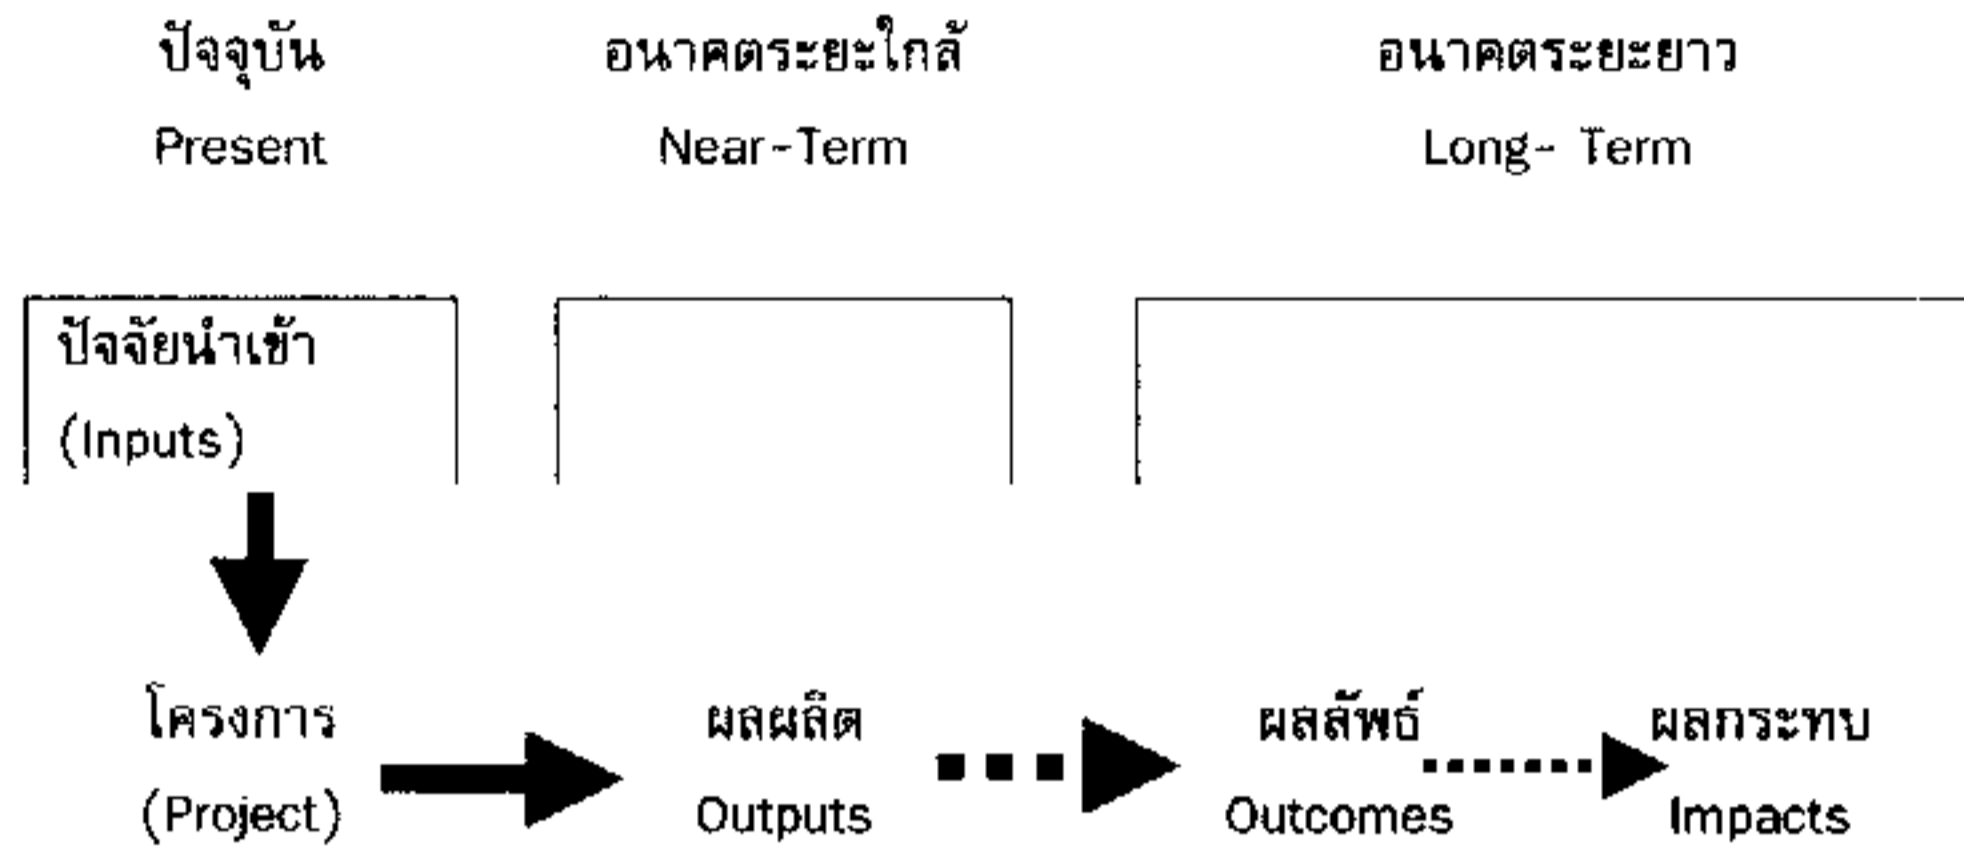 ปัจจุบัน อนาคตระยะใกล้ อนาคตระยะยาว
Present Near-Term Long- Term
ปัจจัยนำเข้า
(Inputs)
โครงการ ผลผลิต ผลลัพธ์ ผลกระทบ
(Project) Outputs Outcomes Impacts